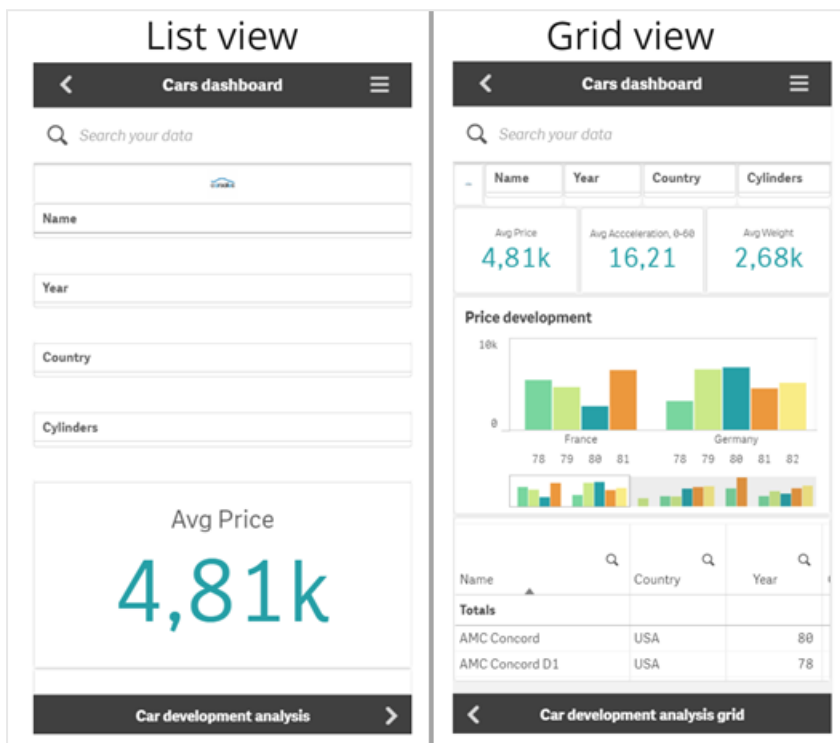 List view
Cars dashboard
Search your data
Name
Year
Country
Cylinders
Avg Price
4,81k
Car development analysis
Grid view
Cars dashboard
Search your data
Name Year Country Cylinders
Avg Price Avg Accceleration, 0-60 Avg Weight
4,81k 16,21 2,68k
Price development
10k
0
France Germany
78 79 80 81 78 79 80 81 82
Name Country Year
Totals
AMC Concord USA 80
AMC Concord D1 USA 78
Car development analysis grid